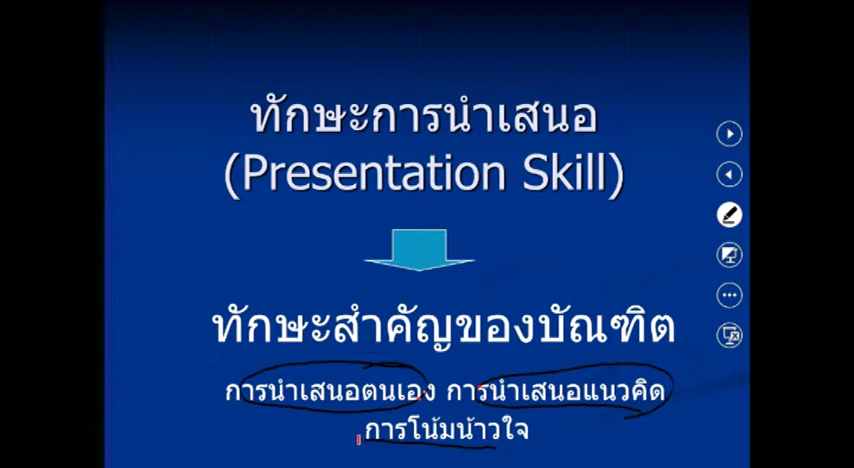 ทักษะการนำเสนอ
(Presentation Skill)
ทักษะสำคัญของบัณฑิต
การนำเสนอตนเอง การนำเสนอแนวคิด
การโน้มน้าวใจ